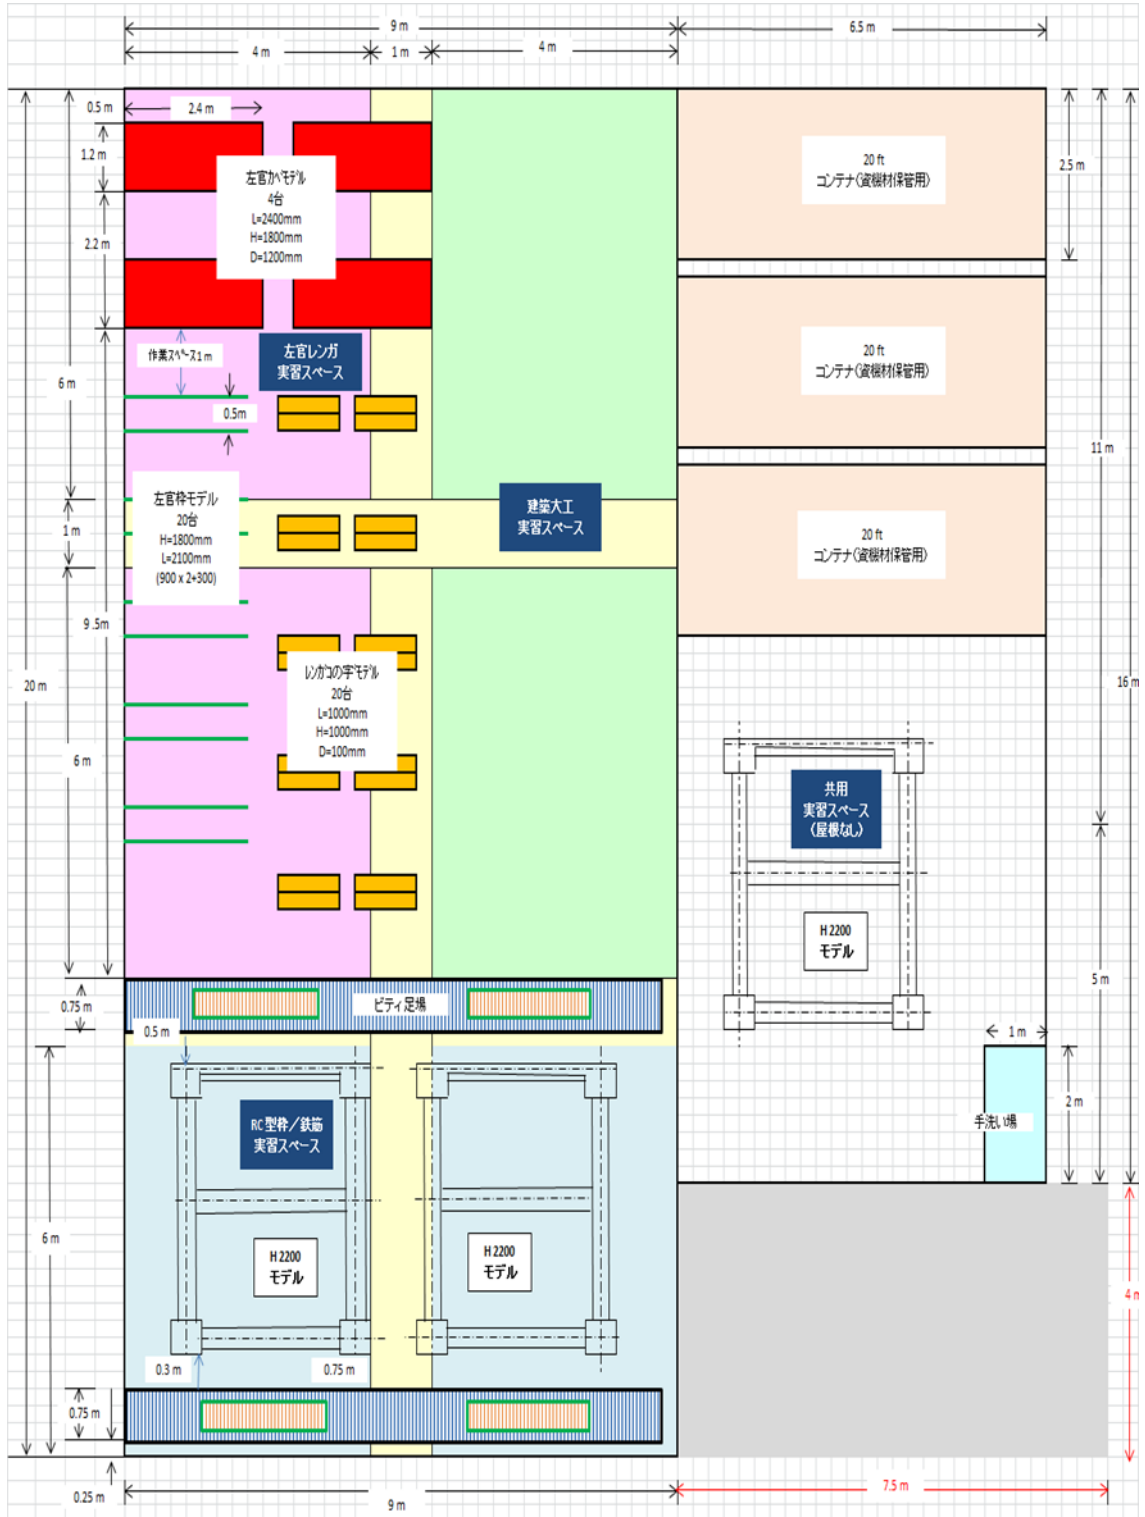 9 m
6.5 m
4 m
1 m
4 m
0.5 m
2.4 m
1.2 m
左官カベモデル
4台
L=2400mm
H=1800mm
D=1200mm
20 ft
コンテナ(資機材保管用)
2.5 m
2.2 m
作業スペース1 m
左官レンガ
実習スペース
20 ft
コンテナ(資機材保管用)
6 m
0.5m
11 m
左官枠モデル
20台
H=1800mm
L=2100mm
(900 x 2+300)
建築大工
実習スペース
20 ft
コンテナ(資機材保管用)
1 m
9 .5m
20 m
レンガコの字モデル
20台
L=1000mm
H=1000mm
D=100mm
16 m
6 m
共用
実習スペース
(屋根なし)
H 2200
モデル
5 m
0.75 m
ビティ足場
0.5 m
1 m
2 m
手洗い場
RC 型枠/鉄筋
実習スペース
6 m
H 2200
モデル
H 2200
モデル
4 m
0.3 m
0.75 m
0.75 m
0.25 m
9 m
7.5 m